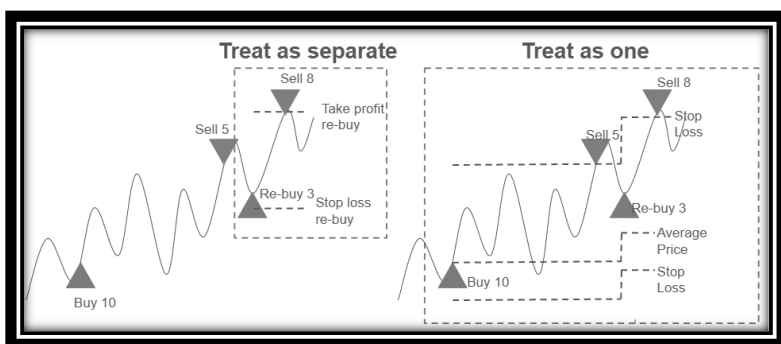 Treat as separate
Sell 8
Take profit
re-buy
Sell 5
Re-buy 3
Stop loss
re-buy
Buy 10
Treat as one
Sell 8
Stop
Loss
Sell 5
Re-buy 3
Average
Price
Stop
Loss
Buy 10